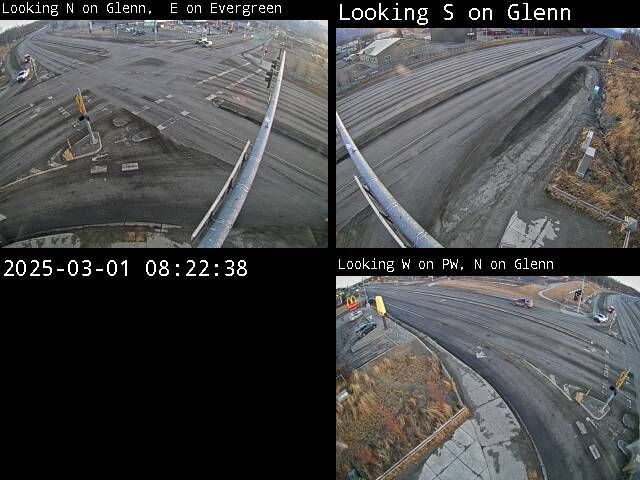 Looking N on Glenn,  E on Evergreen
Looking S on Glenn
2025-03-01 08:22:38
Looking W on PW, N on Glenn